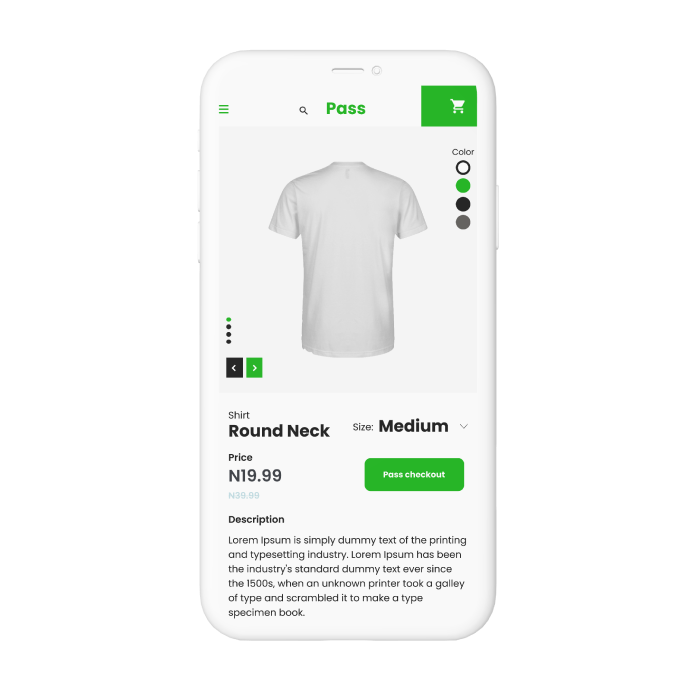 Pass
Color
Shirt
Round Neck
Size: Medium
Price
N19.99
N39.99
Pass checkout
Description
Lorem Ipsum is simply dummy text of the printing
and typesetting industry. Lorem Ipsum has been
the industry's standard dummy text ever since
the 1500s, when an unknown printer took a galley
of type and scrambled it to make a type
specimen book.